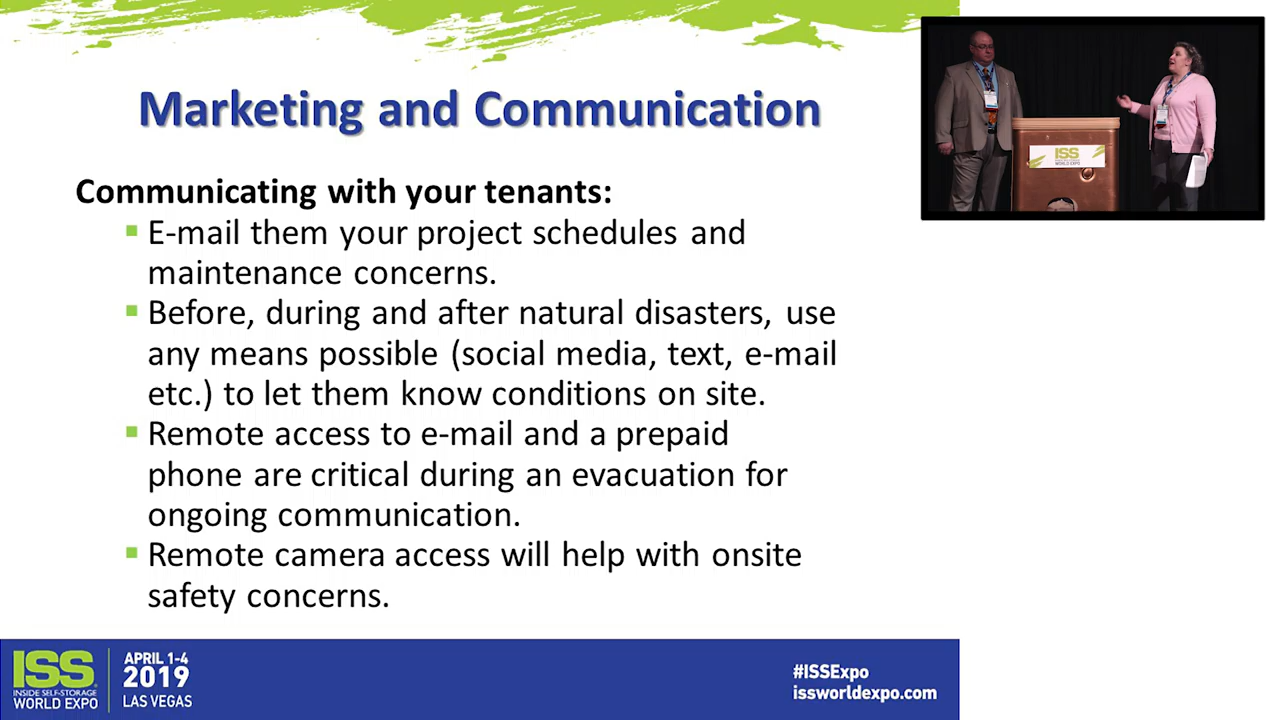 Marketing and Communication
Communicating with your tenants:
▪ E-mail them your project schedules and
maintenance concerns.
▪ Before, during and after natural disasters, use
any means possible (social media, text, e-mail
etc.) to let them know conditions on site.
▪ Remote access to e-mail and a prepaid
phone are critical during an evacuation for
ongoing communication.
▪ Remote camera access will help with onsite
safety concerns.
ISS
WORLD EXPO
ISS
INSIDE SELF-STORAGE
WORLD EXPO
APRIL 1-4
2019
LAS VEGAS
#ISSExpo
issworldexpo.com